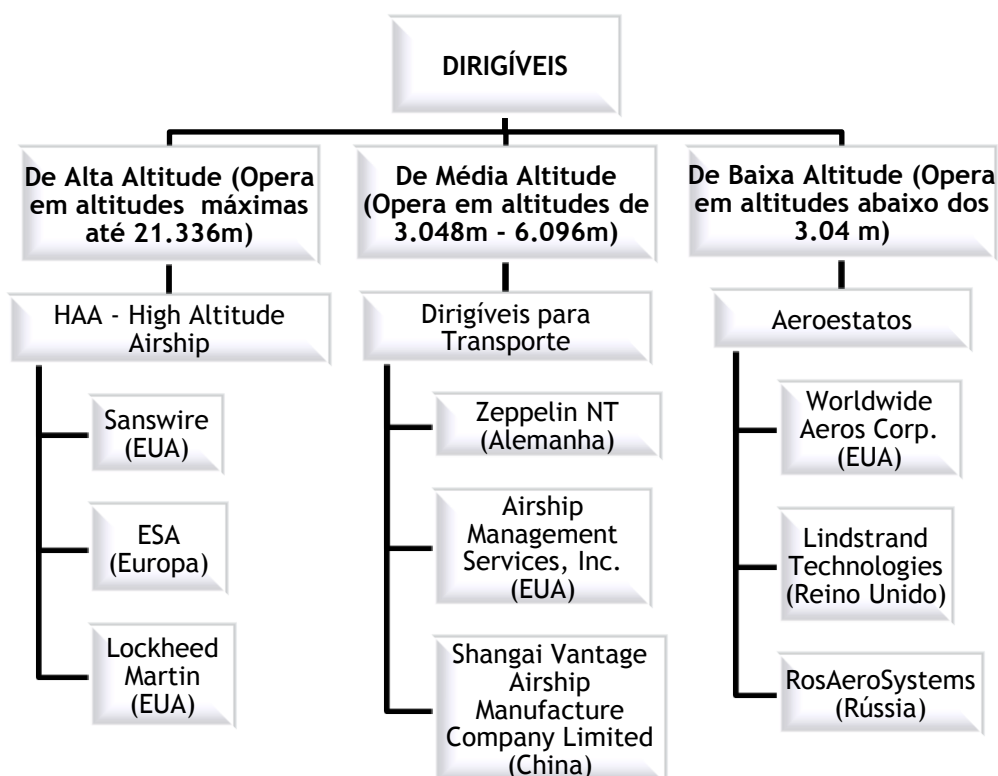 DIRIGÍVEIS
De Alta Altitude (Opera
em altitudes máximas
até 21.336m)
HAA - High Altitude
Airship
Sanswire
(EUA)
ESA
(Europa)
Lockheed
Martin
(EUA)
De Média Altitude
(Opera em altitudes de
3.048m - 6.096m)
Dirigíveis para
Transporte
Zeppelin NT
(Alemanha)
Airship
Management
Services, Inc.
(EUA)
Shangai Vantage
Airship
Manufacture
Company Limited
(China)
De Baixa Altitude (Opera
em altitudes abaixo dos
3.04 m)
Aeroestatos
Worldwide
Aeros Corp.
(EUA)
Lindstrand
Technologies
(Reino Unido)
RosAeroSystems
(Rússia)